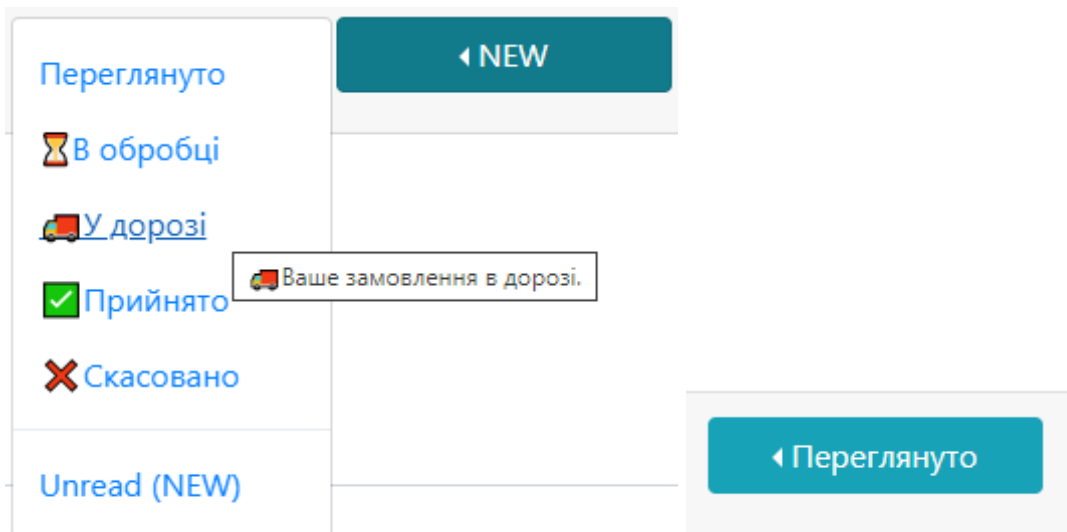 Переглянуто
NEW
⌛В обробці
🚚У дорозі
🚚Ваше замовлення в дорозі.
✅Прийнято
❌Скасовано
Unread (NEW)
Переглянуто